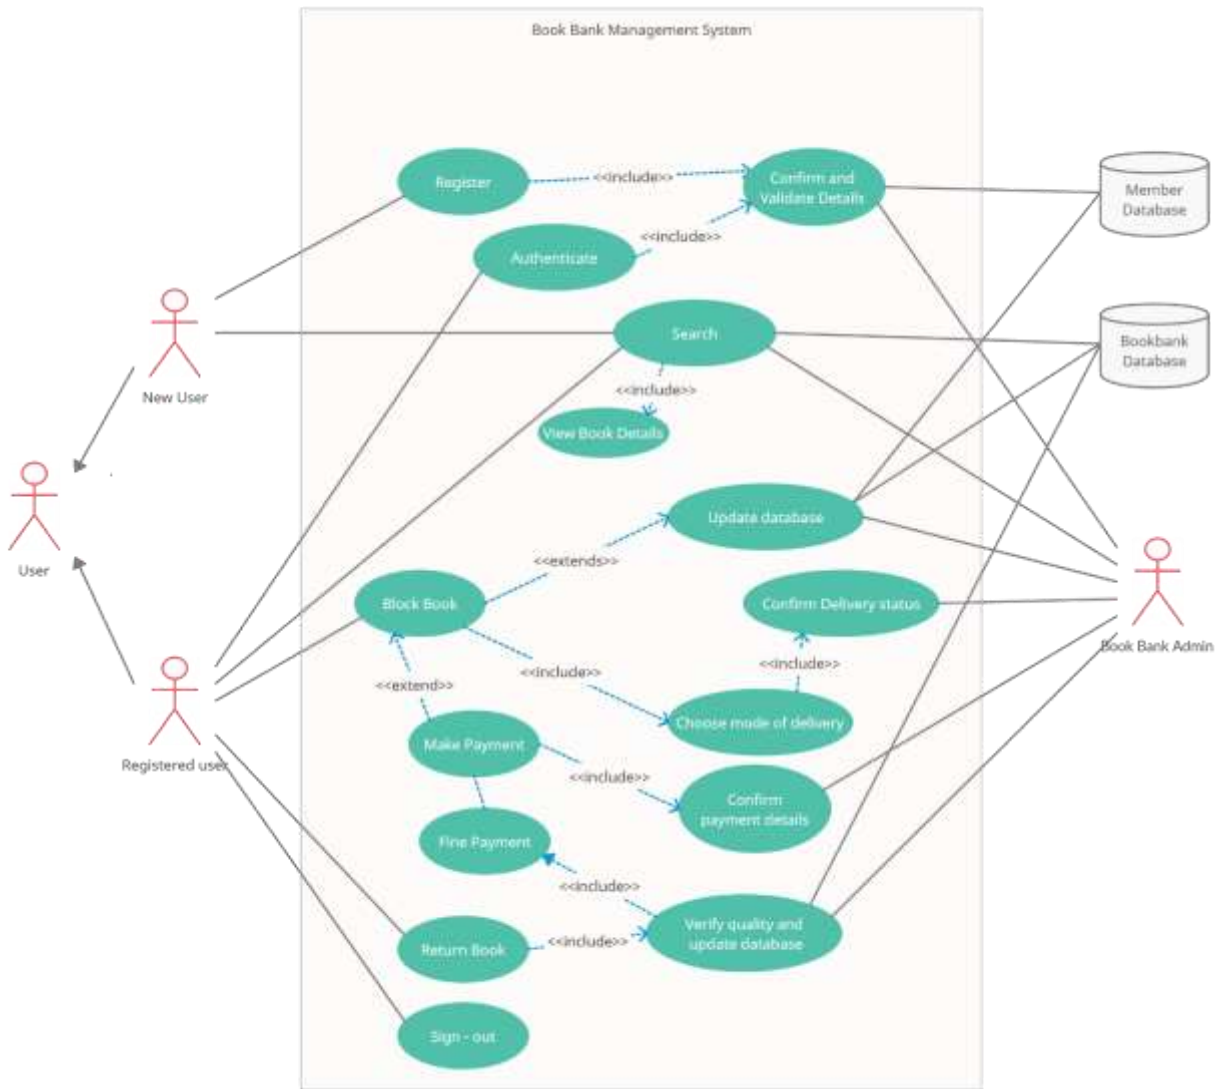 Book Bank Management System
Register
<<include>>
Confirm and
Validate Details
Member
Database
Authenticate
<<include>>
Search
Bookbank
Database
New User
<<include>>
View Book Details
User
Update database
<<extends>>
Block Book
Confirm Delivery status
Book Bank Admin
<<include>>
<<include>>
<<extend>>
Choose mode of delivery
Make Payment
Registered user
<<include>>
Confirm
payment details
Fine Payment
<<include>>
Verify quality and
update database
Return Book
<<include>>
Sign - out